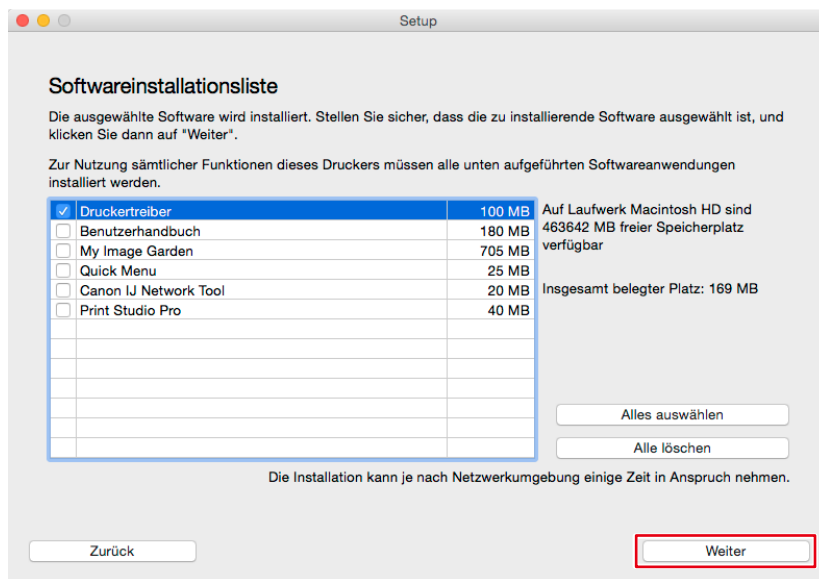 Setup
Softwareinstallationsliste
Die ausgewählte Software wird installiert. Stellen Sie sicher, dass die zu installierende Software ausgewählt ist, und
klicken Sie dann auf "Weiter".
Zur Nutzung sämtlicher Funktionen dieses Druckers müssen alle unten aufgeführten Softwareanwendungen
installiert werden.
Druckertreiber 100 MB
Benutzerhandbuch 180 MB
My Image Garden 705 MB
Quick Menu 25 MB
Canon IJ Network Tool 20 MB
Print Studio Pro 40 MB
Auf Laufwerk Macintosh HD sind
463642 MB freier Speicherplatz
verfügbar
Insgesamt belegter Platz: 169 MB
Alles auswählen
Alle löschen
Die Installation kann je nach Netzwerkumgebung einige Zeit in Anspruch nehmen.
Zurück
Weiter